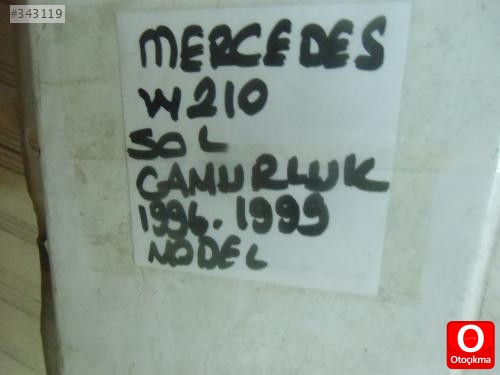 #343119
MERCEDES
W210
SOL
CAMURLUK
1996.1999
MODEL
O
Otoçıkma